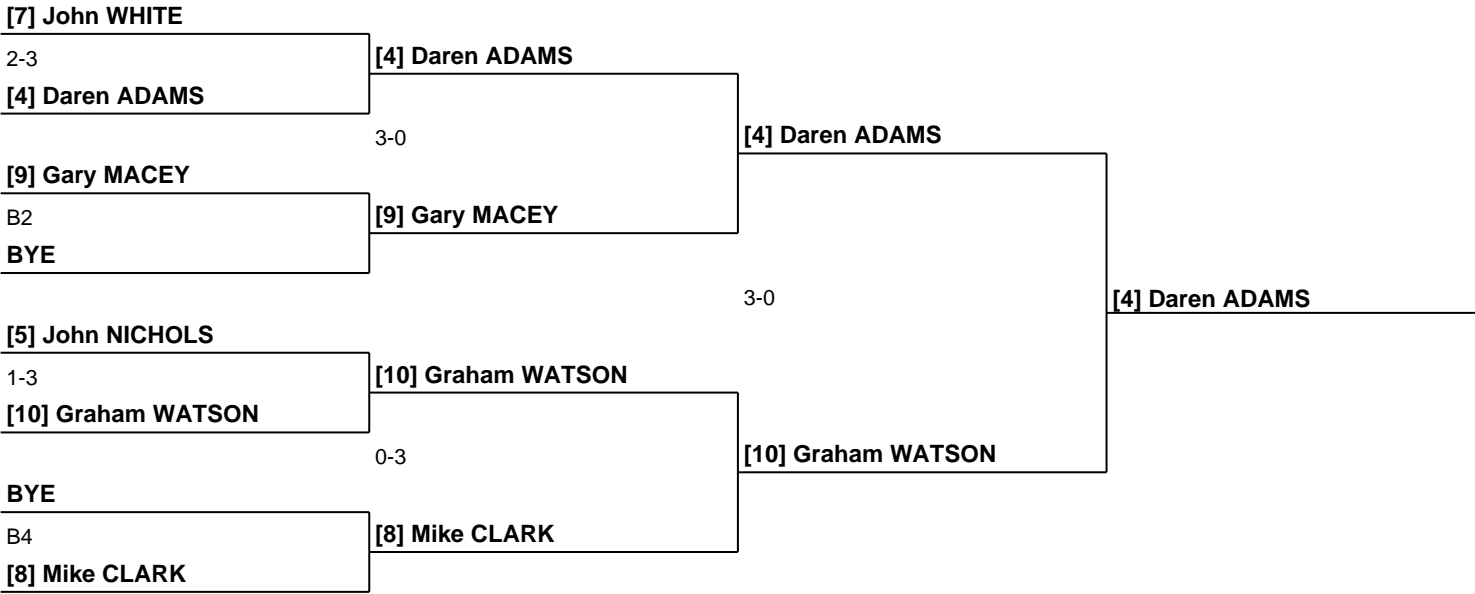 [7] John WHITE
2-3
[4] Daren ADAMS
[4] Daren ADAMS
3-0
[4] Daren ADAMS
[9] Gary MACEY
B2
[9] Gary MACEY
BYE
3-0
[4] Daren ADAMS
[5] John NICHOLS
1-3
[10] Graham WATSON
[10] Graham WATSON
0-3
[10] Graham WATSON
BYE
B4
[8] Mike CLARK
[8] Mike CLARK